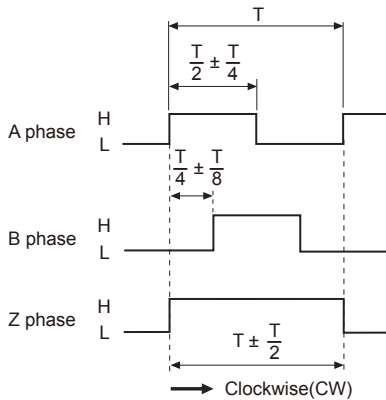 T
T/2 ± T/4
H
A phase
L
T/4 ± T/8
H
B phase
L
H
Z phase
L
T ± T/2
Clockwise(CW)